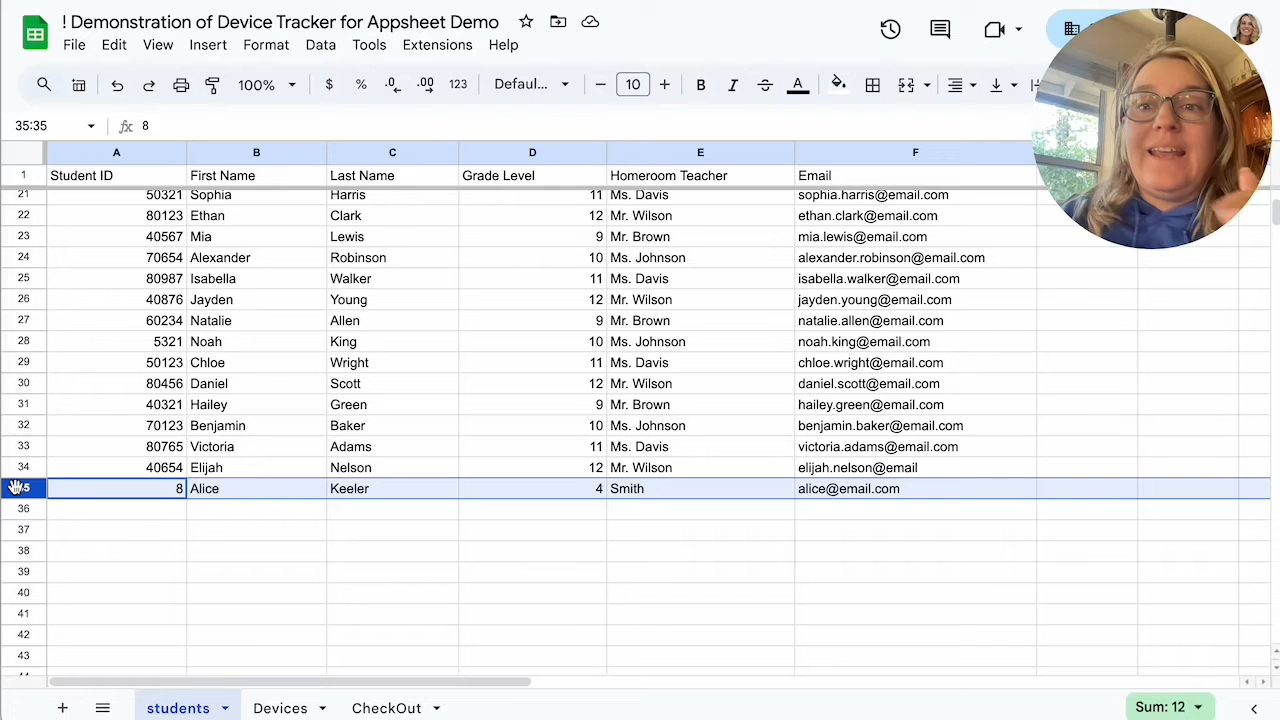 ! Demonstration of Device Tracker for Appsheet Demo
File Edit View Insert Format Data Tools Extensions Help
100% $ % .0 .00 123 Defaul... 10 B I A
35:35 fx 8
A B C D E F
1 Student ID First Name Last Name Grade Level Homeroom Teacher Email
21 50321 Sophia Harris 11 Ms. Davis sophia.harris@email.com
22 80123 Ethan Clark 12 Mr. Wilson ethan.clark@email.com
23 40567 Mia Lewis 9 Mr. Brown mia.lewis@email.com
24 70654 Alexander Robinson 10 Ms. Johnson alexander.robinson@email.com
25 80987 Isabella Walker 11 Ms. Davis isabella.walker@email.com
26 40876 Jayden Young 12 Mr. Wilson jayden.young@email.com
27 60234 Natalie Allen 9 Mr. Brown natalie.allen@email.com
28 5321 Noah King 10 Ms. Johnson noah.king@email.com
29 50123 Chloe Wright 11 Ms. Davis chloe.wright@email.com
30 80456 Daniel Scott 12 Mr. Wilson daniel.scott@email.com
31 40321 Hailey Green 9 Mr. Brown hailey.green@email.com
32 70123 Benjamin Baker 10 Ms. Johnson benjamin.baker@email.com
33 80765 Victoria Adams 11 Ms. Davis victoria.adams@email.com
34 40654 Elijah Nelson 12 Mr. Wilson elijah.nelson@email
8 Alice Keeler 4 Smith alice@email.com
36
37
38
39
40
41
42
43
students Devices CheckOut Sum: 12